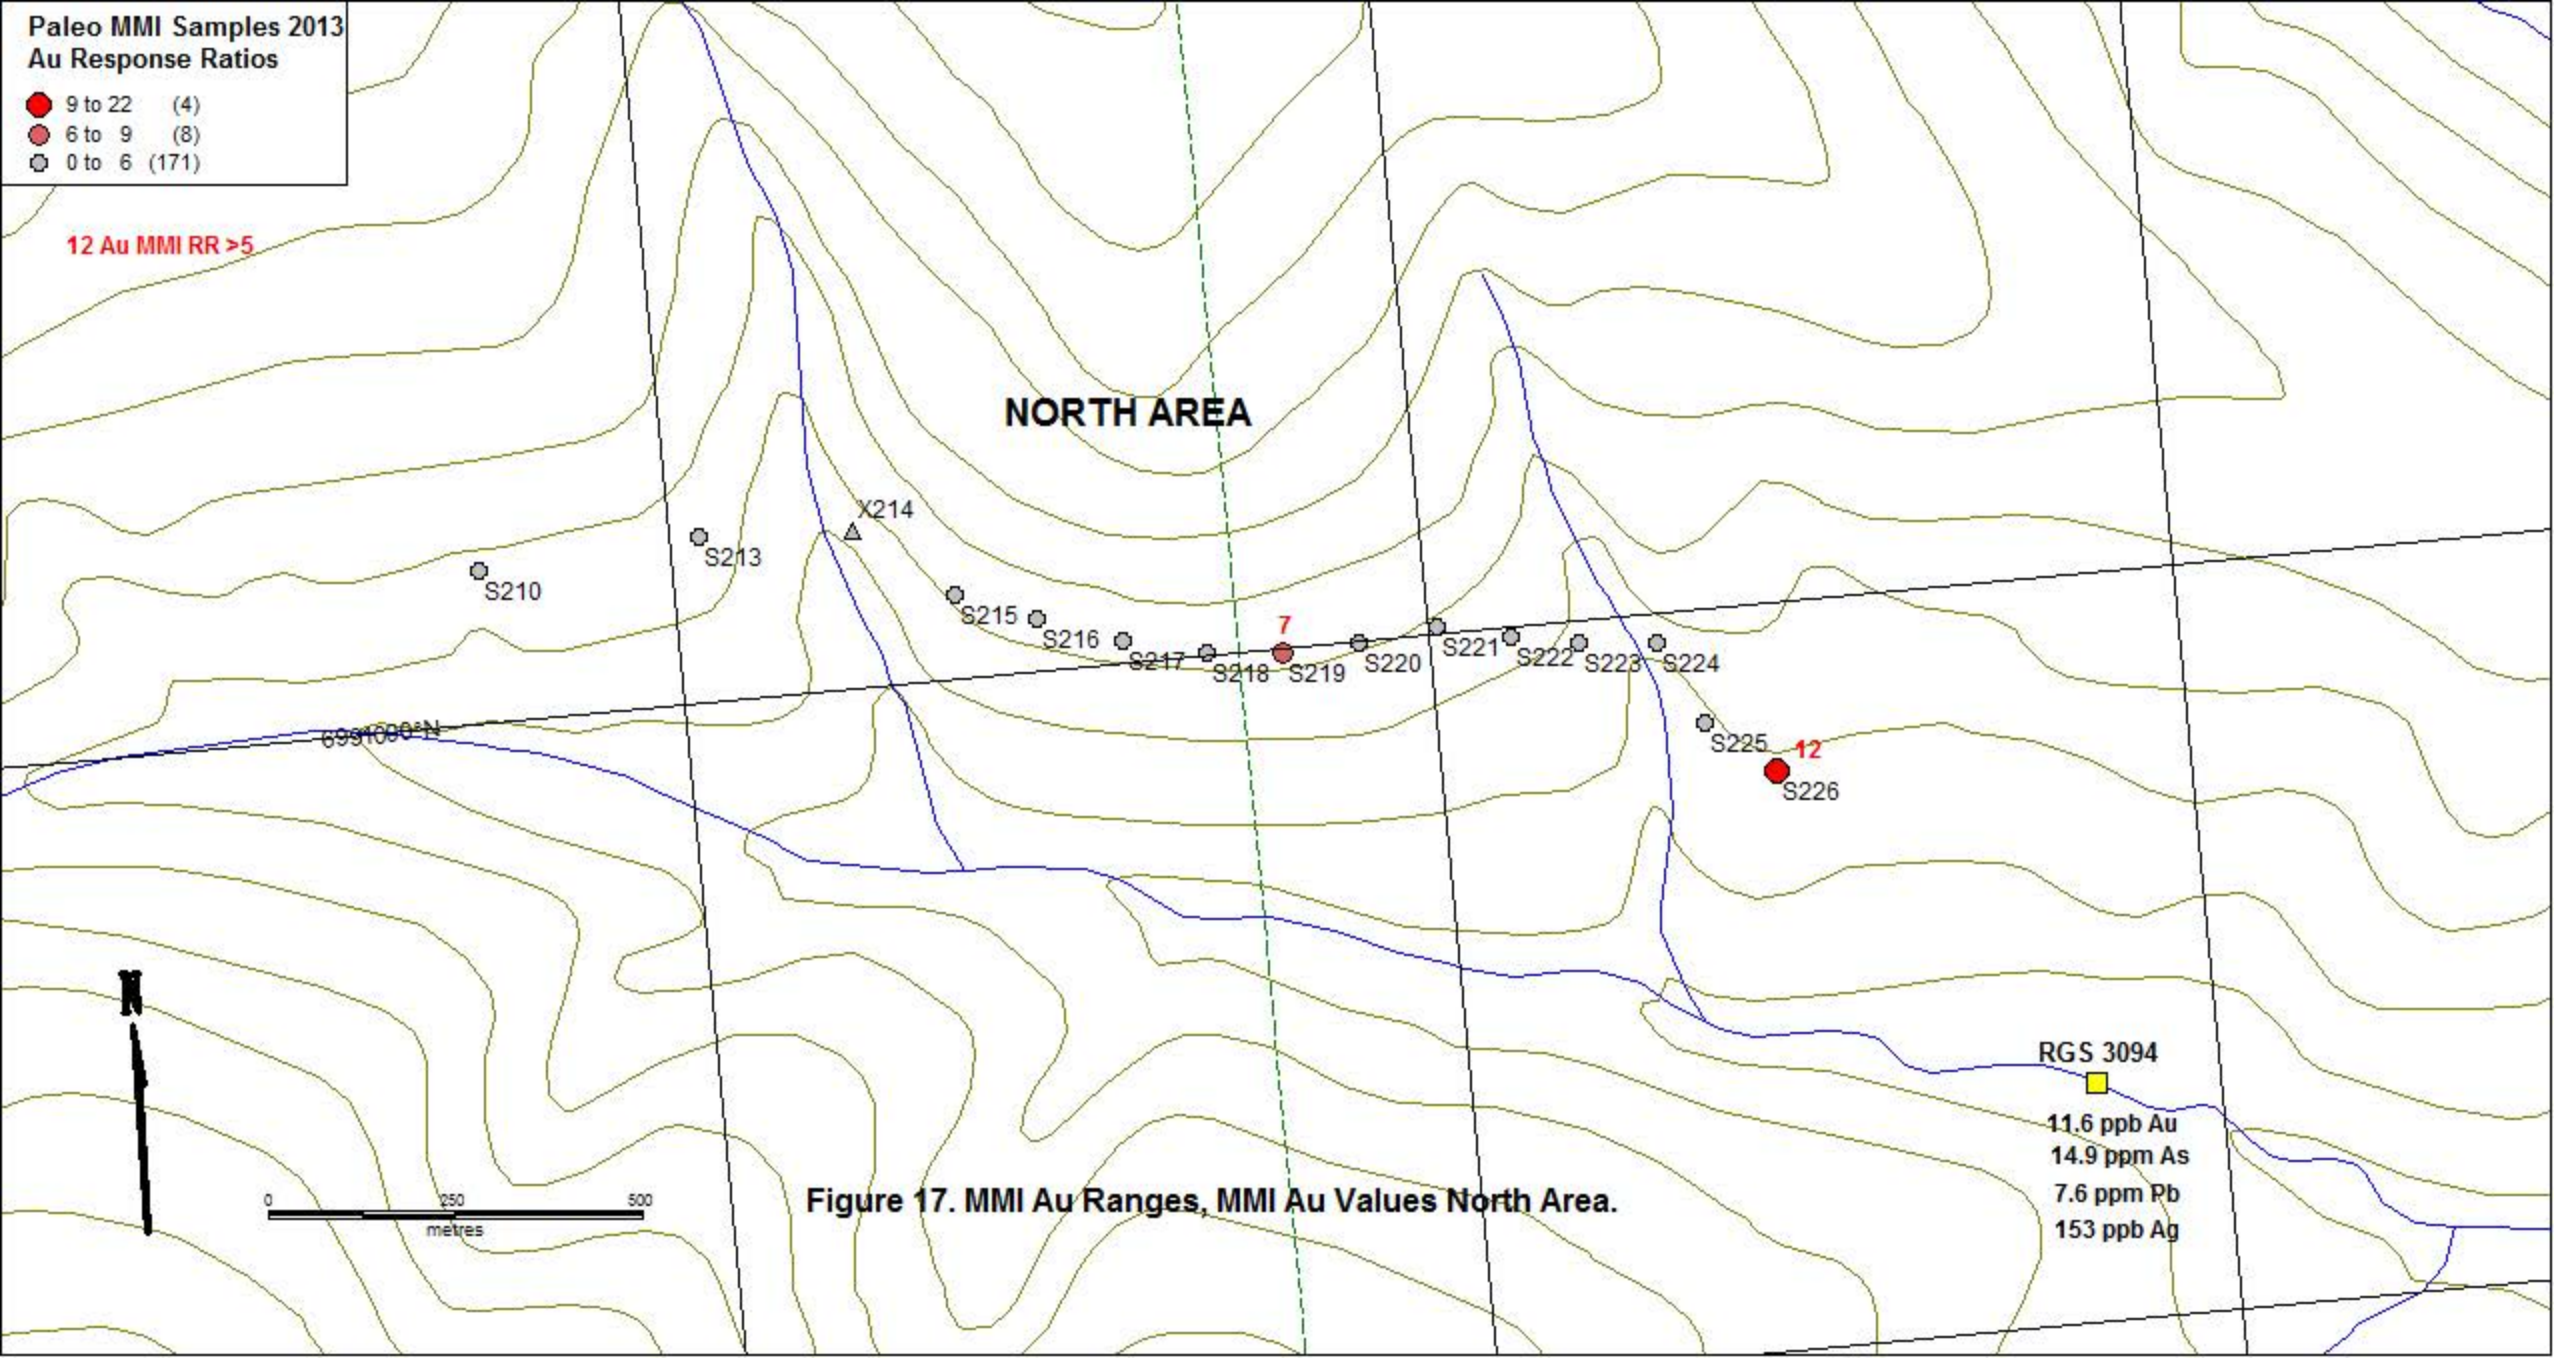 Paleo MMI Samples 2013
Au Response Ratios
9 to 22 (4)
6 to 9 (8)
0 to 6 (171)
12 Au MMI RR >5
NORTH AREA
X214
S213
S210
S215
S216
7
S217
S218
S219
S220
S221
S222
S223
S224
S225
12
S226
6991000°N
N
RGS 3094
11.6 ppb Au
14.9 ppm As
7.6 ppm Pb
153 ppb Ag
0 250 500
metres
Figure 17. MMI Au Ranges, MMI Au Values North Area.